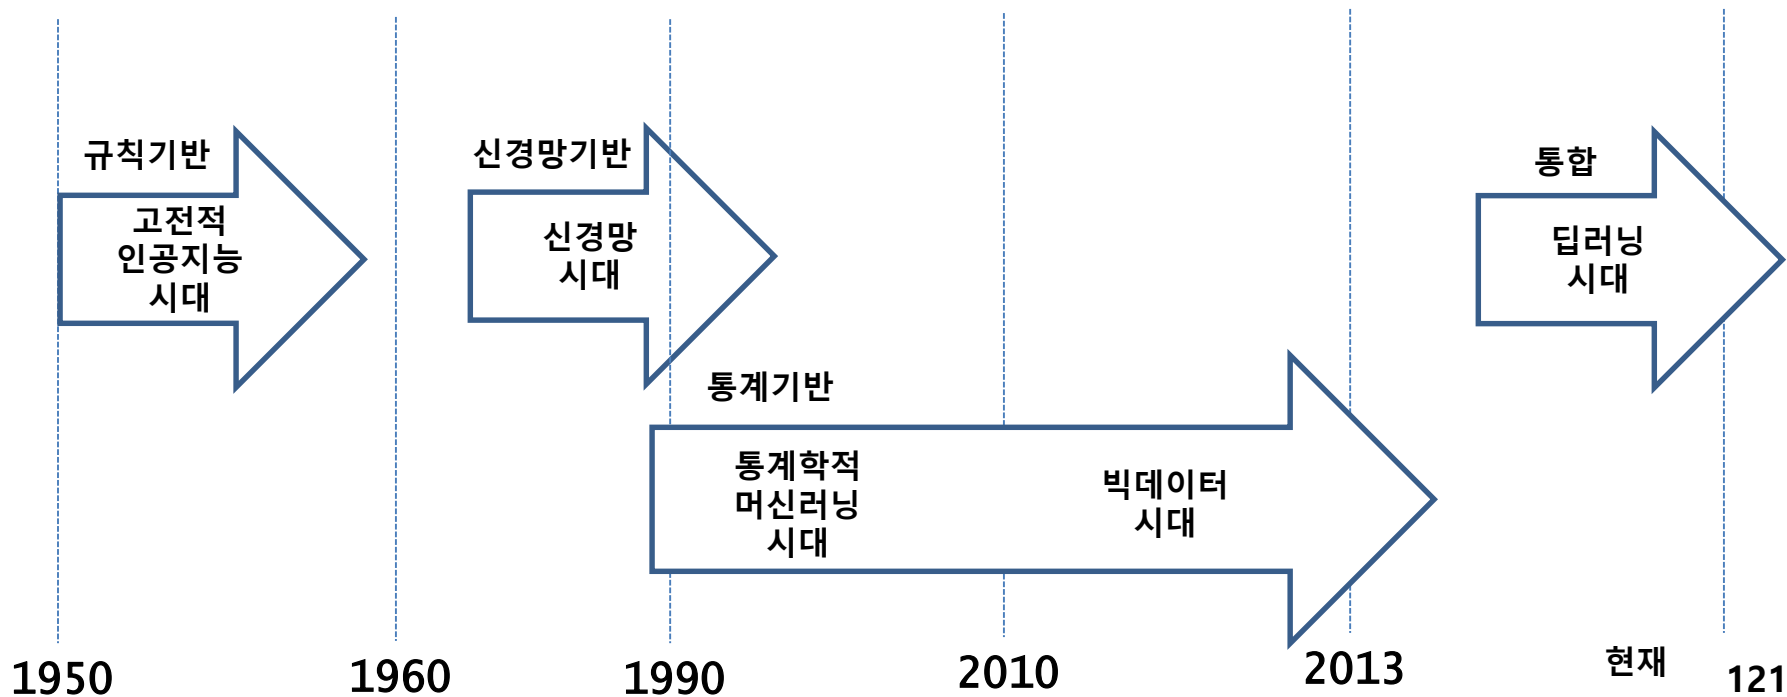 규칙기반
고전적
인공지능
시대
신경망기반
신경망
시대
통합
딥러닝
시대
통계기반
통계학적
머신러닝
시대
빅데이터
시대
1950
1960
1990
2010
2013
현재
121